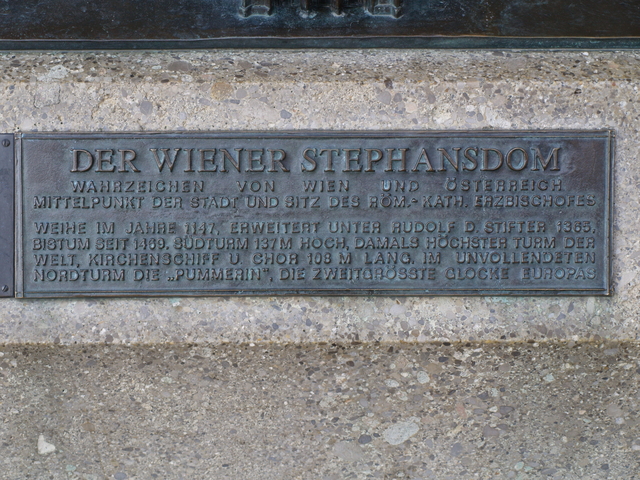 DER WIENER STEPHANSDOM
WAHRZEICHEN VON WIEN UND ÖSTERREICH
MITTELPUNKT DER STADT UND SITZ DES RÖM.- KATH. ERZBISCHOFES
WEIHE IM JAHRE 1147, ERWEITERT UNTER RUDOLF D. STIFTER 1365,
BISTUM SEIT 1469. SÜDTURM 137 M HOCH, DAMALS HÖCHSTER TURM DER
WELT, KIRCHENSCHIFF U. CHOR 108 M LANG. IM UNVOLLENDETEN
NORDTURM DIE „PUMMERIN", DIE ZWEITGRÖSSTE GLOCKE EUROPAS